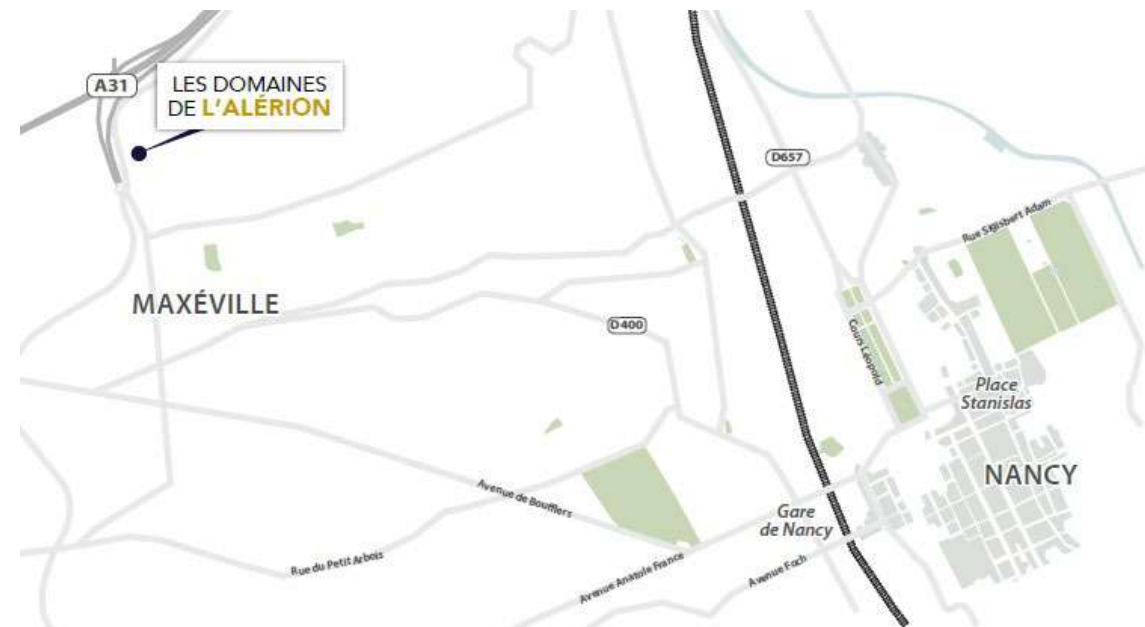 A31
LES DOMAINES
DE L'ALÉRION
D657
Rue Sigisbert Adam
MAXÉVILLE
D400
Cours Léopold
Place
Stanislas
NANCY
Avenue de Boufflers
Gare
de Nancy
Rue du Petit Arbois
Avenue Anatole France
Avenue Foch